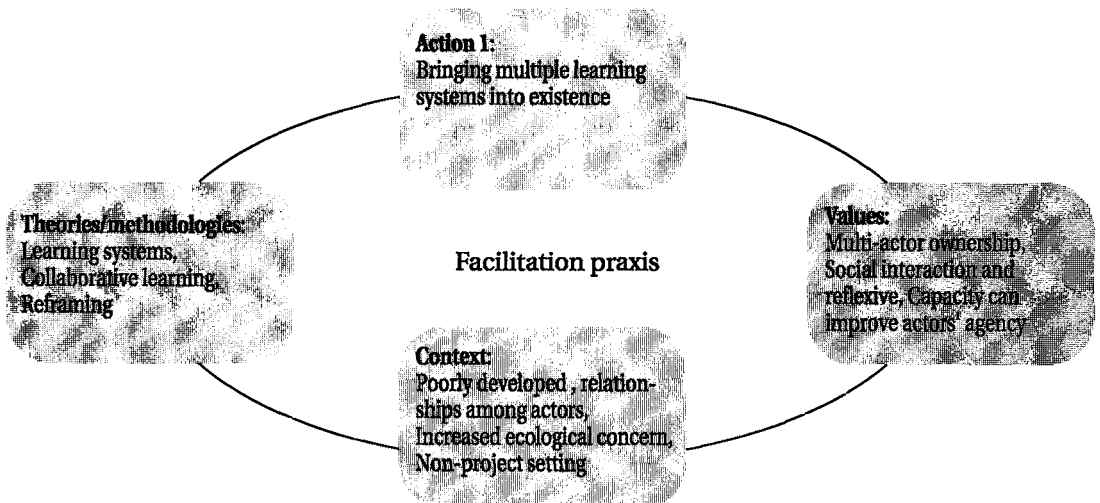 Action 1:
Bringing multiple learning
systems into existence
Theories/methodologies:
Learning systems,
Collaborative learning,
Reframing
Facilitation praxis
Values:
Multi-actor ownership,
Social interaction and
reflexive, Capacity can
improve actors' agency
Context:
Poorly developed , relation-
ships among actors,
Increased ecological concern,
Non-project setting